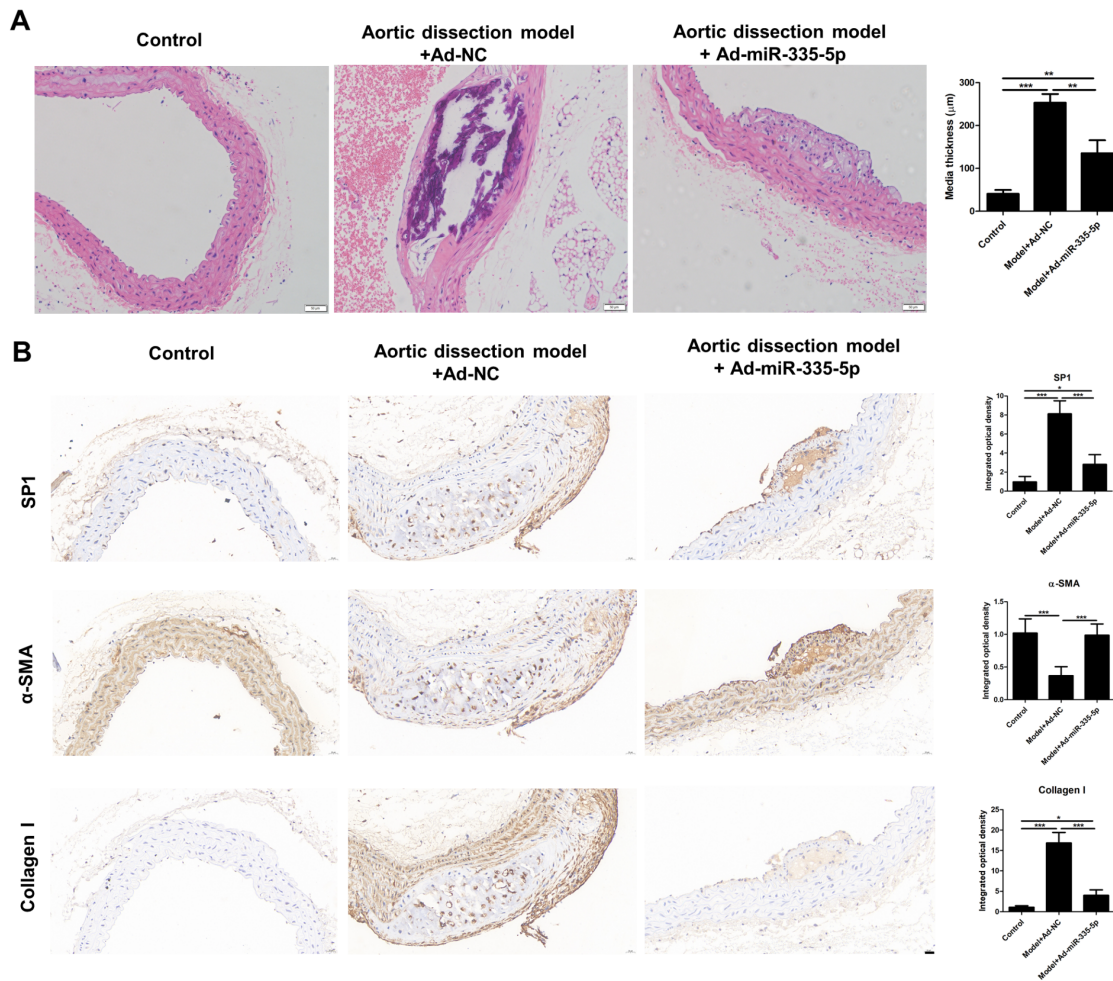 A
Control
Aortic dissection model
+Ad-NC
Aortic dissection model
+ Ad-miR-335-5p
Media thickness (μm)
300
200
100
0
**
*** **
Control
Model+Ad-NC
Model+Ad-miR-335-5p
B
Control
Aortic dissection model
+Ad-NC
Aortic dissection model
+ Ad-miR-335-5p
SP1
SP1
Integrated optical density
10
8
6
4
2
0
*
*** ***
Control
Model+Ad-NC
Model+Ad-miR-335-5p
α-SMA
α-SMA
Integrated optical density
1.5
1.0
0.5
0.0
*** ***
Control
Model+Ad-NC
Model+Ad-miR-335-5p
Collagen I
Collagen I
Integrated optical density
25
20
15
10
5
0
*
*** ***
Control
Model+Ad-NC
Model+Ad-miR-335-5p